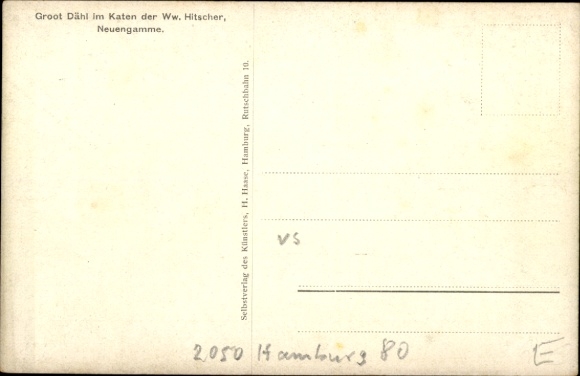 Groot Dähl im Katen der Ww. Hitscher,
Neuengamme.
Selbstverlag des Künstlers, H. Haase, Hamburg, Rutschbahn 10.
vs
2050 Hamburg 80
E